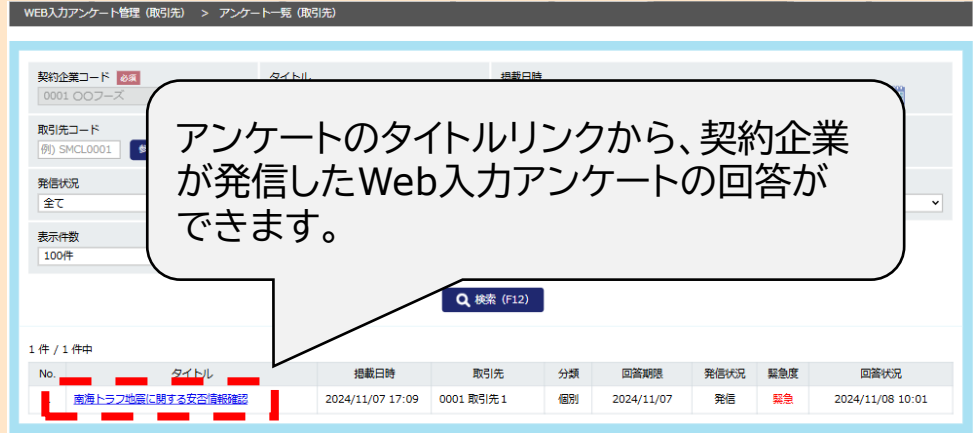 WEB入力アンケート管理（取引先） > アンケート一覧（取引先）
契約企業コード 必須 タイトル 掲載日時
0001 〇〇フーズ
取引先コード
例) SMCL0001
アンケートのタイトルリンクから、契約企業
が発信したWeb入力アンケートの回答が
できます。
発信状況
全て
表示件数
100件
検索（F12）
1 件 / 1 件中
No. タイトル 掲載日時 取引先 分類 回答期限 発信状況 緊急度 回答状況
南海トラフ地震に関する安否情報確認 2024/11/07 17:09 0001 取引先1 個別 2024/11/07 発信 緊急 2024/11/08 10:01